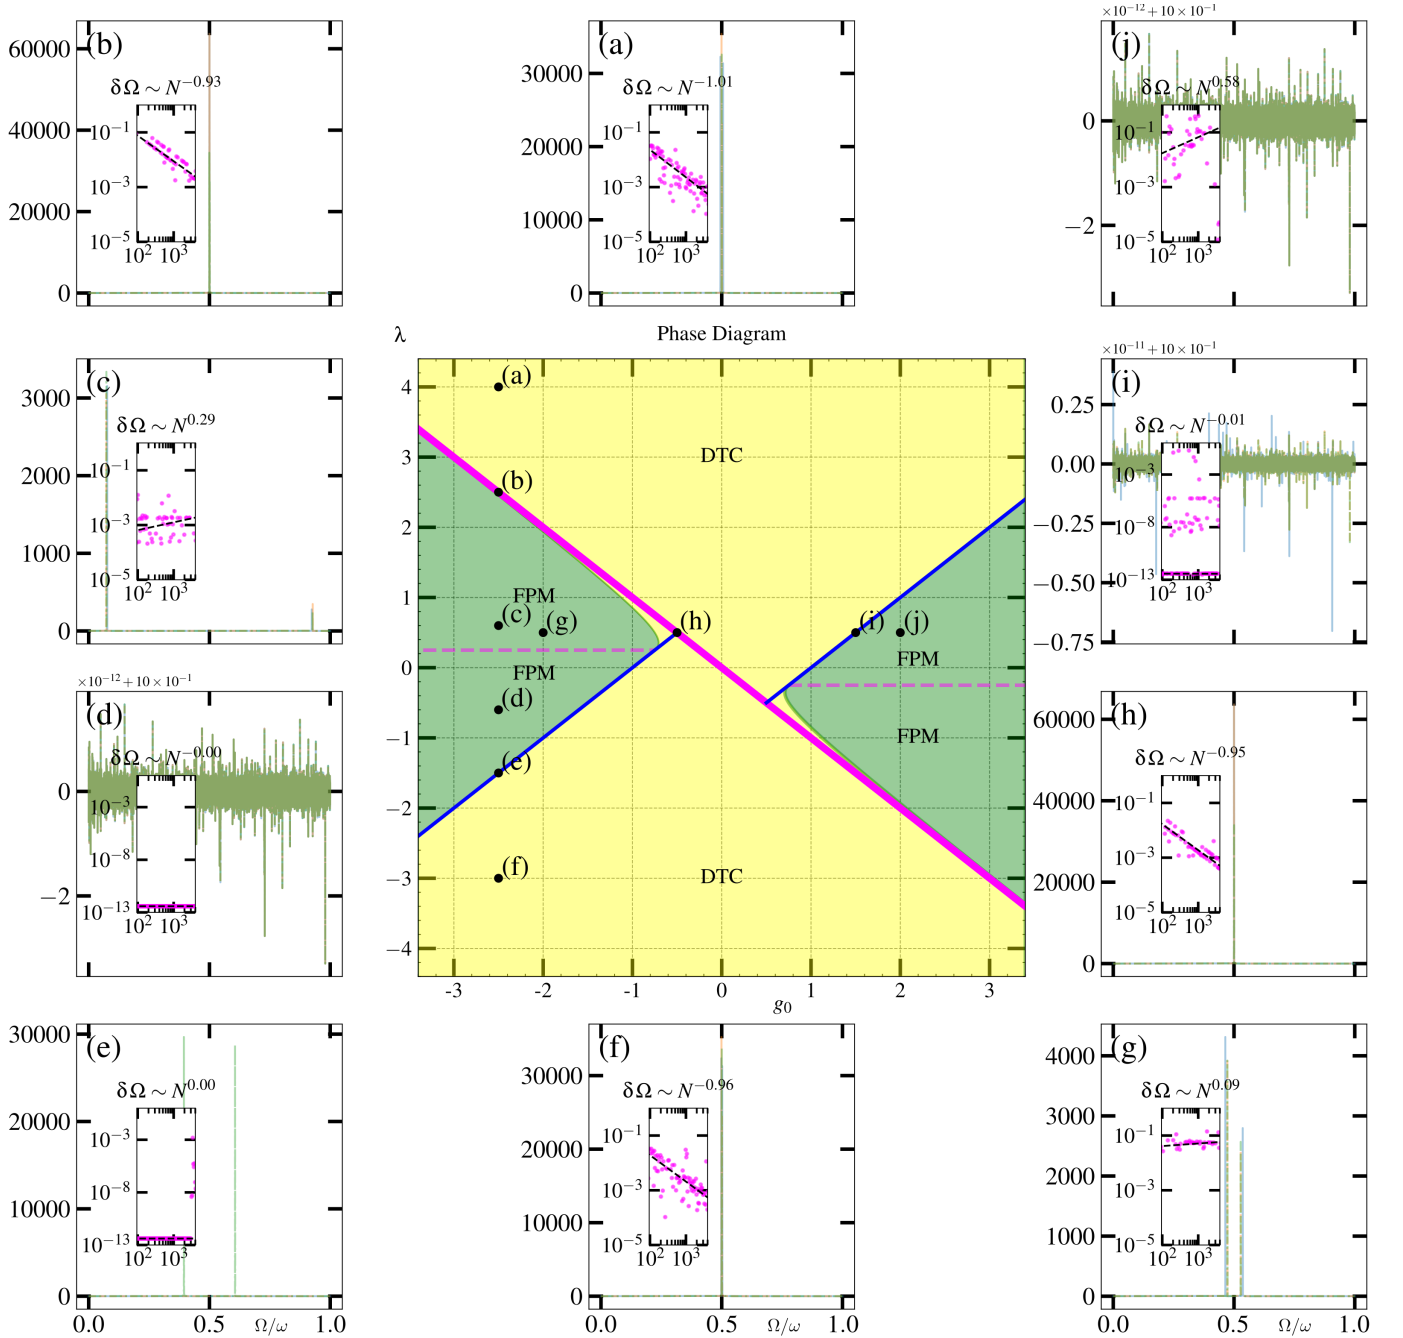 (b)
δΩ ~ N^−0.93
60000
40000
20000
0
10^−1
10^−3
10^−5
10^2 10^3
(a)
δΩ ~ N^−1.01
30000
20000
10000
0
10^−1
10^−3
10^−5
10^2 10^3
×10^−12 + 10×10^−1
(j)
δΩ ~ N^0.58
0
−2
10^−1
10^−3
10^−5
10^2 10^3
(c)
δΩ ~ N^0.29
3000
2000
1000
0
10^−1
10^−3
10^−5
10^2 10^3
λ
Phase Diagram
4
3
2
1
0
−1
−2
−3
−4
(a)
DTC
(b)
FPM
(c)
(g)
(h)
(i)
(j)
FPM
FPM
(d)
FPM
(e)
(f)
DTC
-3 -2 -1 0 1 2 3
g0
×10^−11 + 10×10^−1
(i)
δΩ ~ N^−0.01
0.25
0.00
−0.25
−0.50
−0.75
10^−3
10^−8
10^−13
10^2 10^3
×10^−12 + 10×10^−1
(d)
δΩ ~ N^−0.00
0
−2
10^−3
10^−8
10^−13
10^2 10^3
(h)
δΩ ~ N^−0.95
60000
40000
20000
0
10^−1
10^−3
10^−5
10^2 10^3
(e)
δΩ ~ N^0.00
30000
20000
10000
0
10^−3
10^−8
10^−13
10^2 10^3
0.0 0.5 Ω/ω 1.0
(f)
δΩ ~ N^−0.96
30000
20000
10000
0
10^−1
10^−3
10^−5
10^2 10^3
0.0 0.5 Ω/ω 1.0
(g)
δΩ ~ N^0.09
4000
3000
2000
1000
0
10^−1
10^−3
10^−5
10^2 10^3
0.0 0.5 Ω/ω 1.0